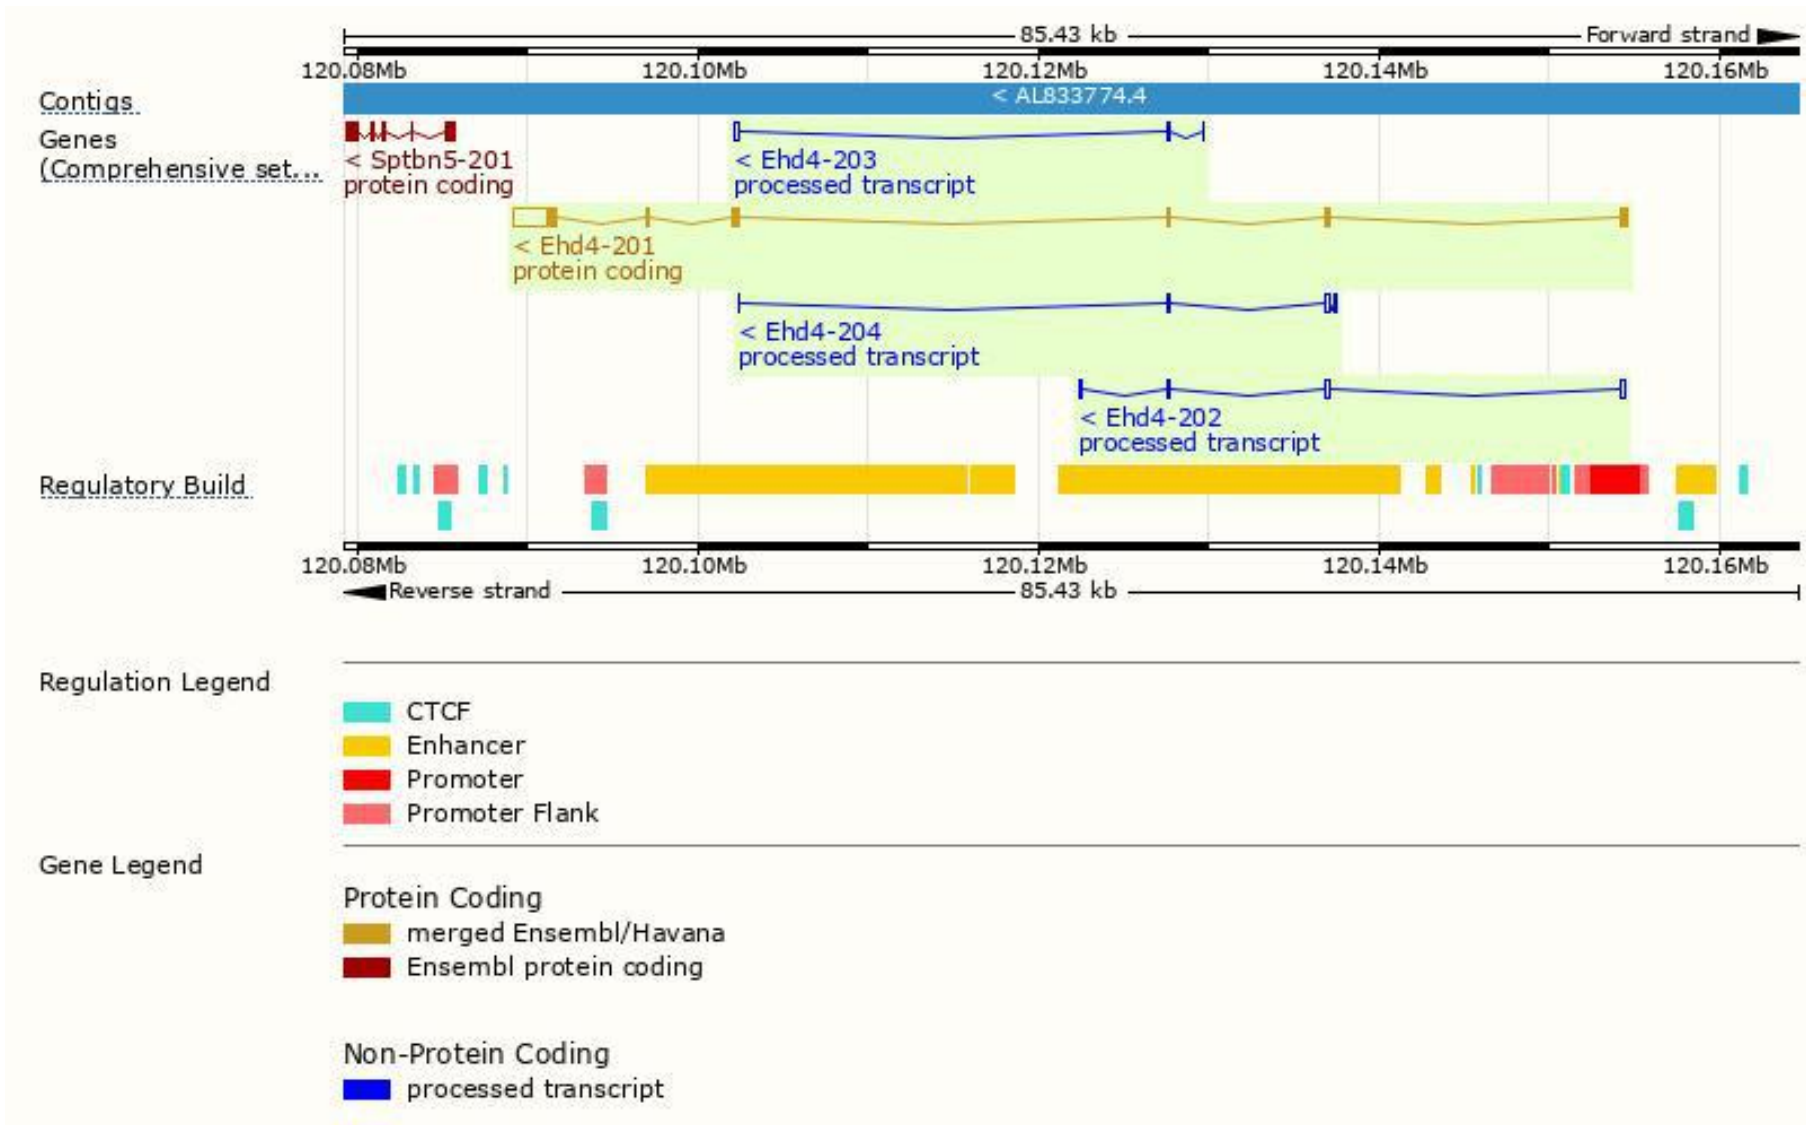 85.43 kb
Forward strand
120.08Mb 120.10Mb 120.12Mb 120.14Mb 120.16Mb
Contigs
< AL833774.4
Genes
(Comprehensive set...
< Sptbn5-201
protein coding
< Ehd4-203
processed transcript
< Ehd4-201
protein coding
< Ehd4-204
processed transcript
< Ehd4-202
processed transcript
Regulatory Build
120.08Mb 120.10Mb 120.12Mb 120.14Mb 120.16Mb
Reverse strand
85.43 kb
Regulation Legend
CTCF
Enhancer
Promoter
Promoter Flank
Gene Legend
Protein Coding
merged Ensembl/Havana
Ensembl protein coding
Non-Protein Coding
processed transcript